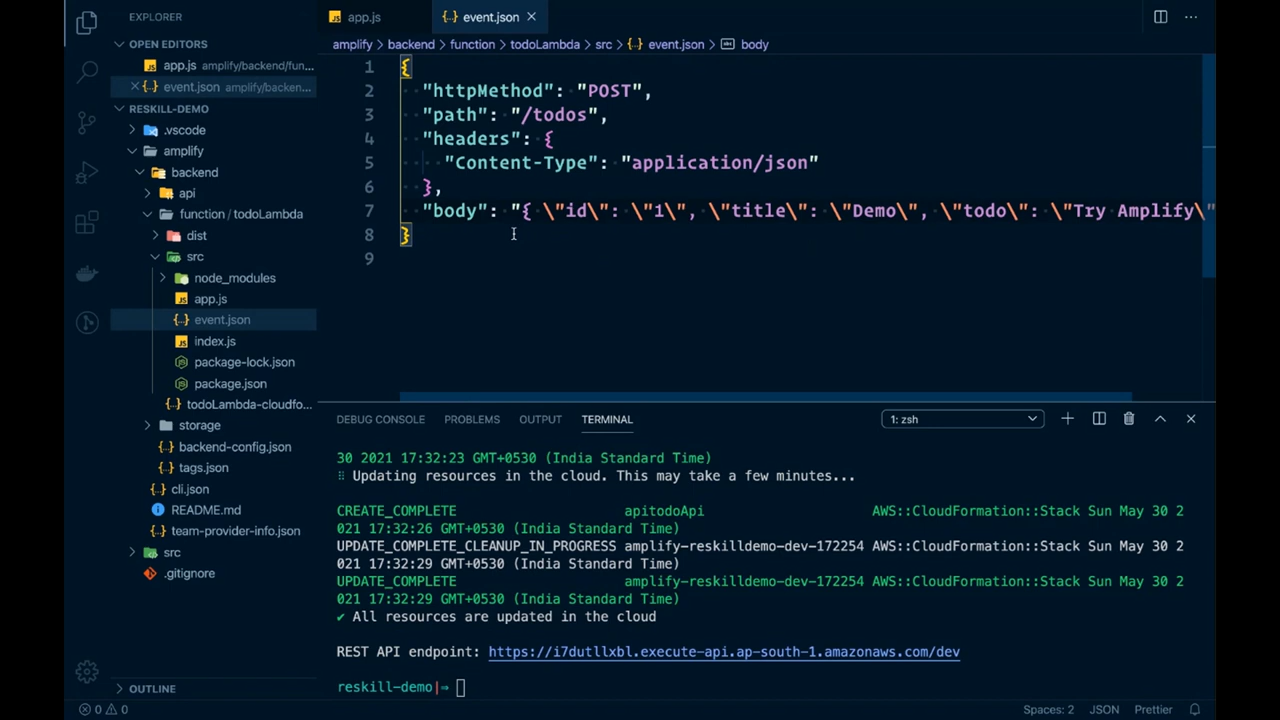 EXPLORER
OPEN EDITORS
app.js amplify/backend/fun...
event.json amplify/backen...
RESKILL-DEMO
.vscode
amplify
backend
api
function / todoLambda
dist
src
node_modules
app.js
event.json
index.js
package-lock.json
package.json
todoLambda-cloudfo...
storage
backend-config.json
tags.json
cli.json
README.md
team-provider-info.json
src
.gitignore
OUTLINE
app.js
event.json
amplify > backend > function > todoLambda > src > {..} event.json > body
1 {
2 "httpMethod": "POST",
3 "path": "/todos",
4 "headers": {
5 "Content-Type": "application/json"
6 },
7 "body": "{ \"id\": \"1\", \"title\": \"Demo\", \"todo\": \"Try Amplify\"
8 }
9
DEBUG CONSOLE PROBLEMS OUTPUT TERMINAL
1: zsh
30 2021 17:32:23 GMT+0530 (India Standard Time)
⠿ Updating resources in the cloud. This may take a few minutes...
CREATE_COMPLETE apitodoApi AWS::CloudFormation::Stack Sun May 30 2
021 17:32:26 GMT+0530 (India Standard Time)
UPDATE_COMPLETE_CLEANUP_IN_PROGRESS amplify-reskilldemo-dev-172254 AWS::CloudFormation::Stack Sun May 30 2
021 17:32:29 GMT+0530 (India Standard Time)
UPDATE_COMPLETE amplify-reskilldemo-dev-172254 AWS::CloudFormation::Stack Sun May 30 2
021 17:32:29 GMT+0530 (India Standard Time)
✔ All resources are updated in the cloud
REST API endpoint: https://i7dutllxbl.execute-api.ap-south-1.amazonaws.com/dev
reskill-demo|⇒
0 0
Spaces: 2 JSON Prettier